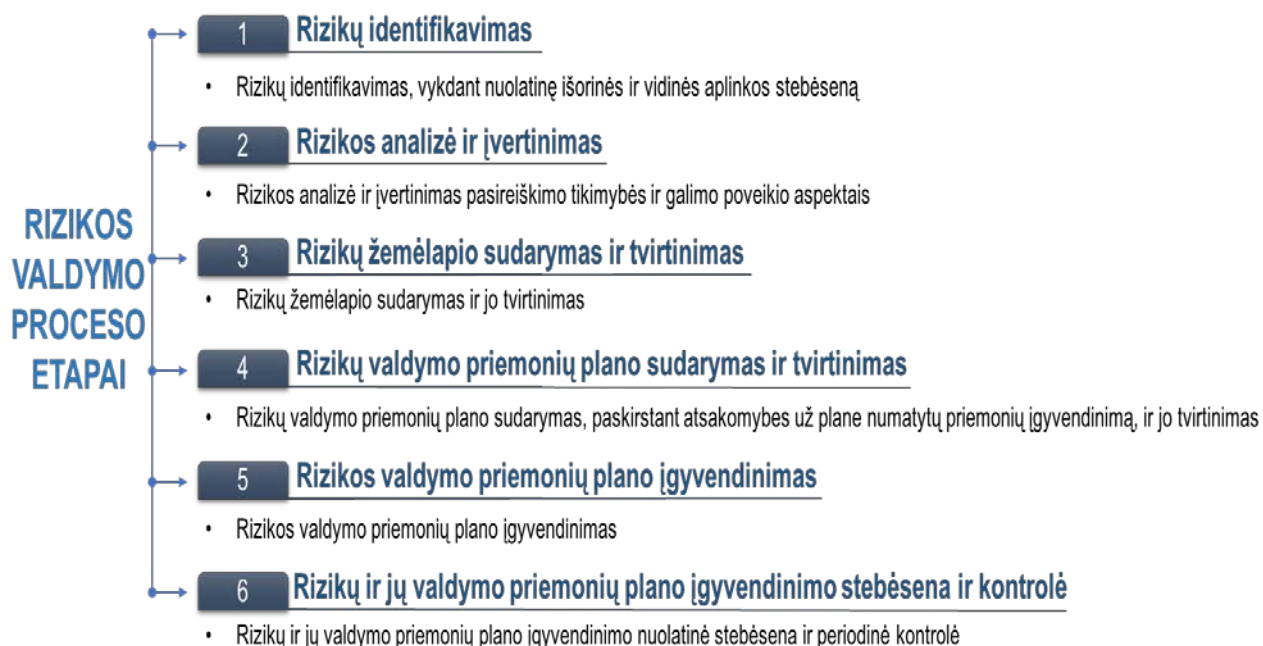 RIZIKOS
VALDYMO
PROCESO
ETAPAI
1 Rizikų identifikavimas
• Rizikų identifikavimas, vykdant nuolatinę išorinės ir vidinės aplinkos stebėseną
2 Rizikos analizė ir įvertinimas
• Rizikos analizė ir įvertinimas pasireiškimo tikimybės ir galimo poveikio aspektais
3 Rizikų žemėlapio sudarymas ir tvirtinimas
• Rizikų žemėlapio sudarymas ir jo tvirtinimas
4 Rizikų valdymo priemonių plano sudarymas ir tvirtinimas
• Rizikų valdymo priemonių plano sudarymas, paskirstant atsakomybes už plane numatytų priemonių įgyvendinimą, ir jo tvirtinimas
5 Rizikos valdymo priemonių plano įgyvendinimas
• Rizikos valdymo priemonių plano įgyvendinimas
6 Rizikų ir jų valdymo priemonių plano įgyvendinimo stebėsena ir kontrolė
• Rizikų ir jų valdymo priemonių plano įgyvendinimo nuolatinė stebėsena ir periodinė kontrolė